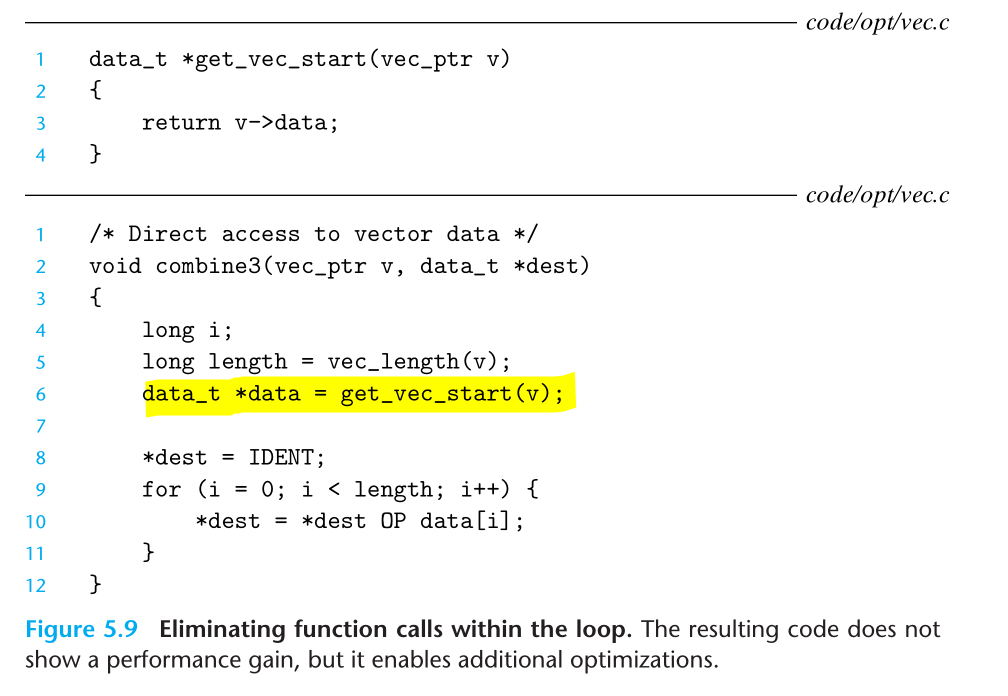 code/opt/vec.c
1 data_t *get_vec_start(vec_ptr v)
2 {
3     return v->data;
4 }
code/opt/vec.c
1 /* Direct access to vector data */
2 void combine3(vec_ptr v, data_t *dest)
3 {
4     long i;
5     long length = vec_length(v);
6     data_t *data = get_vec_start(v);
7
8     *dest = IDENT;
9     for (i = 0; i < length; i++) {
10         *dest = *dest OP data[i];
11     }
12 }
Figure 5.9 Eliminating function calls within the loop. The resulting code does not
show a performance gain, but it enables additional optimizations.